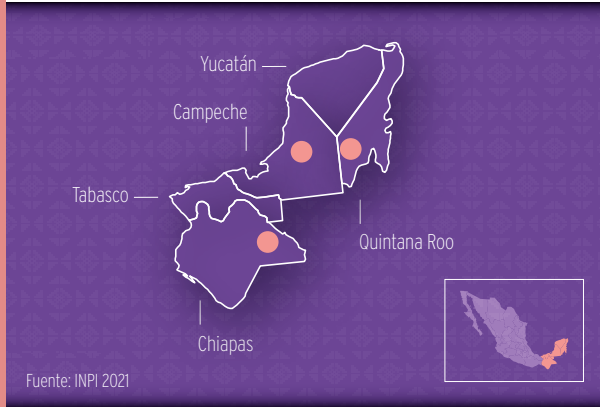 Yucatán
Campeche
Tabasco
Quintana Roo
Chiapas
Fuente: INPI 2021